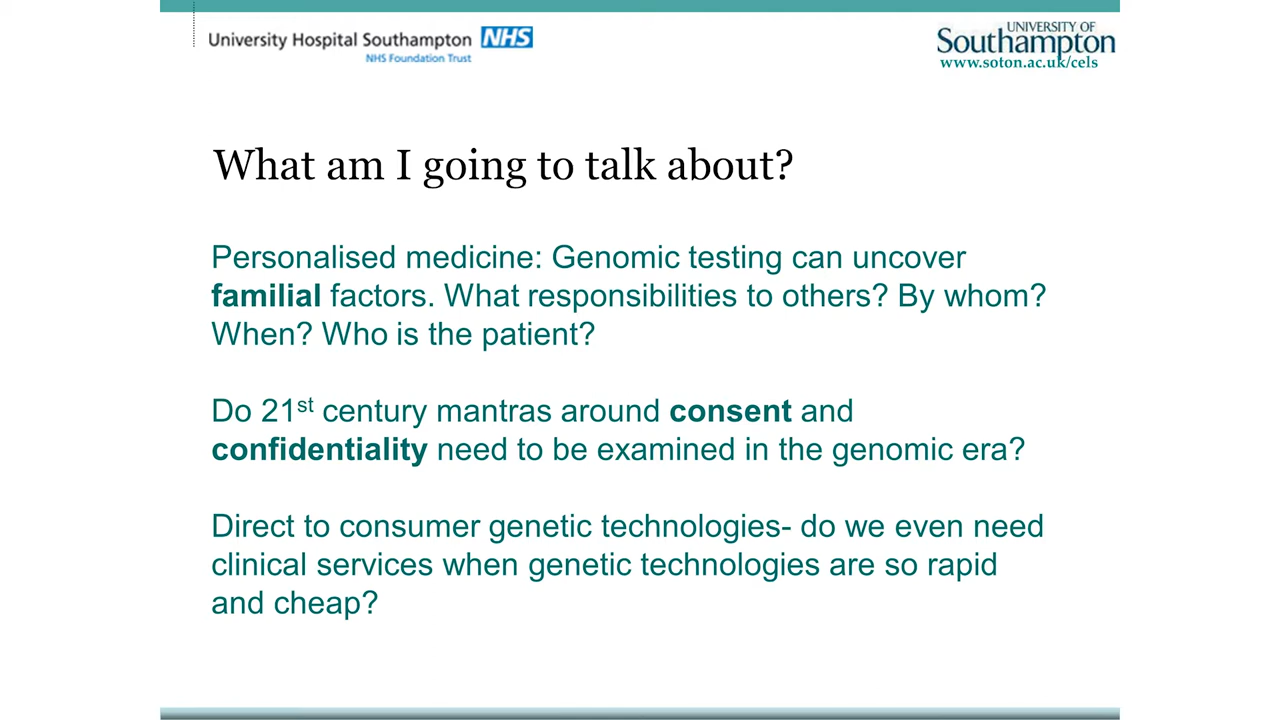 University Hospital Southampton NHS
NHS Foundation Trust
UNIVERSITY OF
Southampton
www.soton.ac.uk/cels
What am I going to talk about?
Personalised medicine: Genomic testing can uncover
familial factors. What responsibilities to others? By whom?
When? Who is the patient?
Do 21st century mantras around consent and
confidentiality need to be examined in the genomic era?
Direct to consumer genetic technologies- do we even need
clinical services when genetic technologies are so rapid
and cheap?